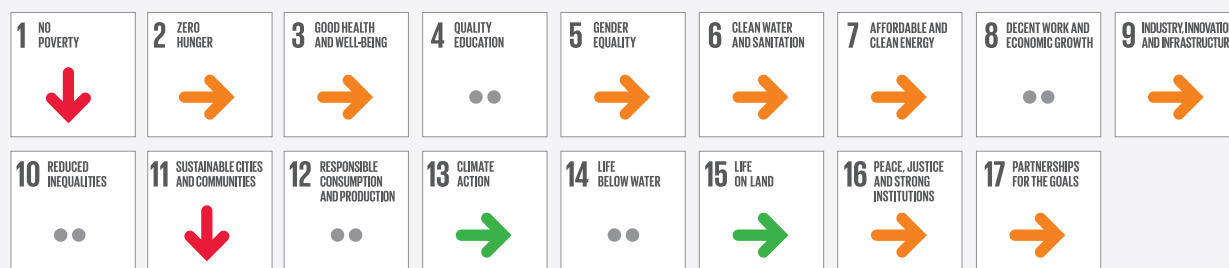 1 NO
POVERTY
2 ZERO
HUNGER
3 GOOD HEALTH
AND WELL-BEING
4 QUALITY
EDUCATION
5 GENDER
EQUALITY
6 CLEAN WATER
AND SANITATION
7 AFFORDABLE AND
CLEAN ENERGY
8 DECENT WORK AND
ECONOMIC GROWTH
9 INDUSTRY, INNOVATIO
AND INFRASTRUCTUR
10 REDUCED
INEQUALITIES
11 SUSTAINABLE CITIES
AND COMMUNITIES
12 RESPONSIBLE
CONSUMPTION
AND PRODUCTION
13 CLIMATE
ACTION
14 LIFE
BELOW WATER
15 LIFE
ON LAND
16 PEACE, JUSTICE
AND STRONG
INSTITUTIONS
17 PARTNERSHIPS
FOR THE GOALS